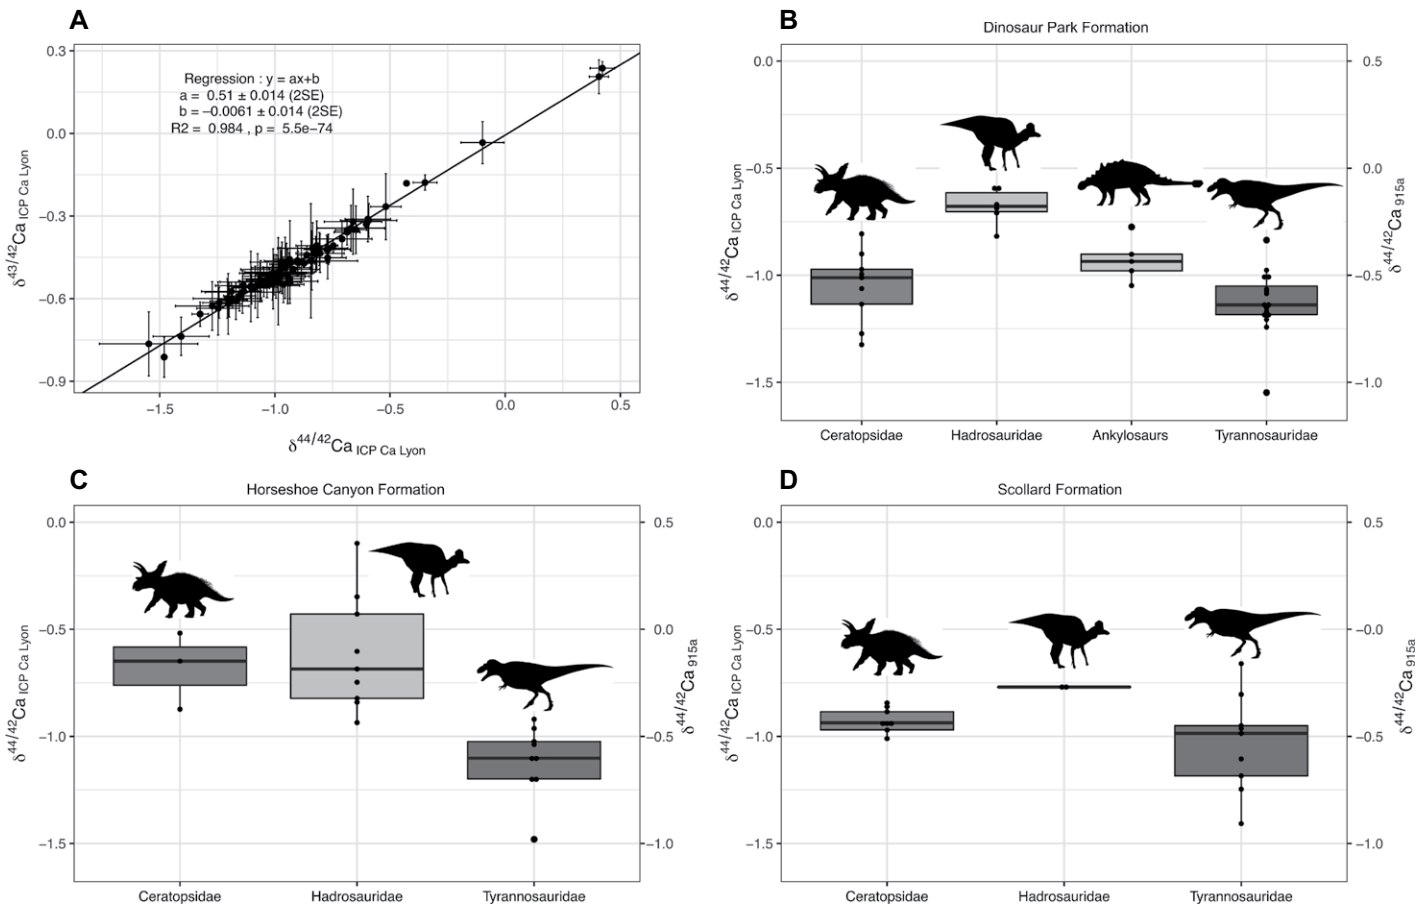 A
0.3
0.0
−0.3
−0.6
−0.9
Regression : y = ax+b
a = 0.51 ± 0.014 (2SE)
b = −0.0061 ± 0.014 (2SE)
R2 = 0.984 , p = 5.5e−74
δ43/42Ca ICP Ca Lyon
−1.5 −1.0 −0.5 0.0 0.5
δ44/42Ca ICP Ca Lyon
B
Dinosaur Park Formation
0.0
−0.5
−1.0
−1.5
δ44/42Ca ICP Ca Lyon
0.5
0.0
−0.5
−1.0
δ44/42Ca 915a
Ceratopsidae Hadrosauridae Ankylosaurs Tyrannosauridae
C
Horseshoe Canyon Formation
0.0
−0.5
−1.0
−1.5
δ44/42Ca ICP Ca Lyon
0.5
0.0
−0.5
−1.0
δ44/42Ca 915a
Ceratopsidae Hadrosauridae Tyrannosauridae
D
Scollard Formation
0.0
−0.5
−1.0
−1.5
δ44/42Ca ICP Ca Lyon
0.5
−0.0
−0.5
−1.0
δ44/42Ca 915a
Ceratopsidae Hadrosauridae Tyrannosauridae